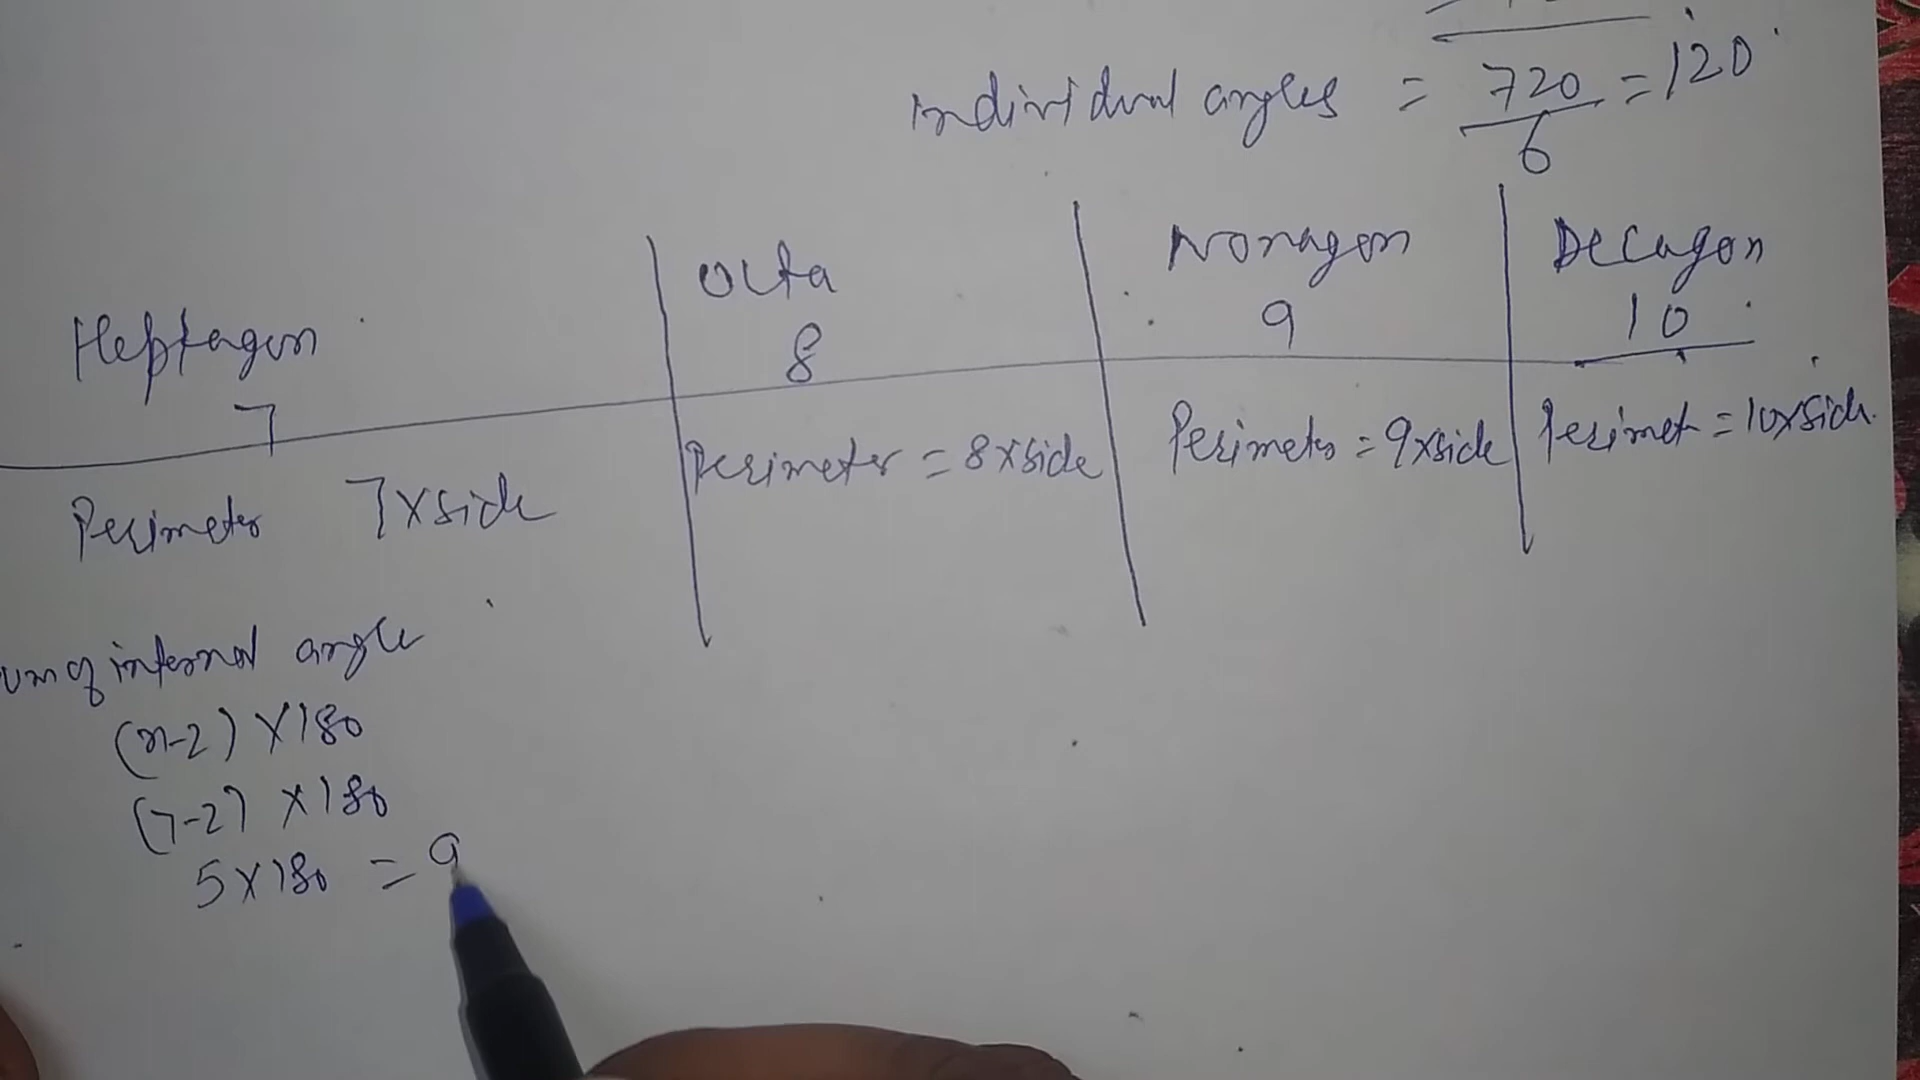 individual angles = 720/6 = 120
Heptagon
7
Octa
8
Nonagon
9
Decagon
10
Perimeter 7xside
Perimeter = 8xside
Perimeter = 9xside
Perimet = 10xside
um of internal angle
(n-2) X180
(7-2) X180
5X180 = 9